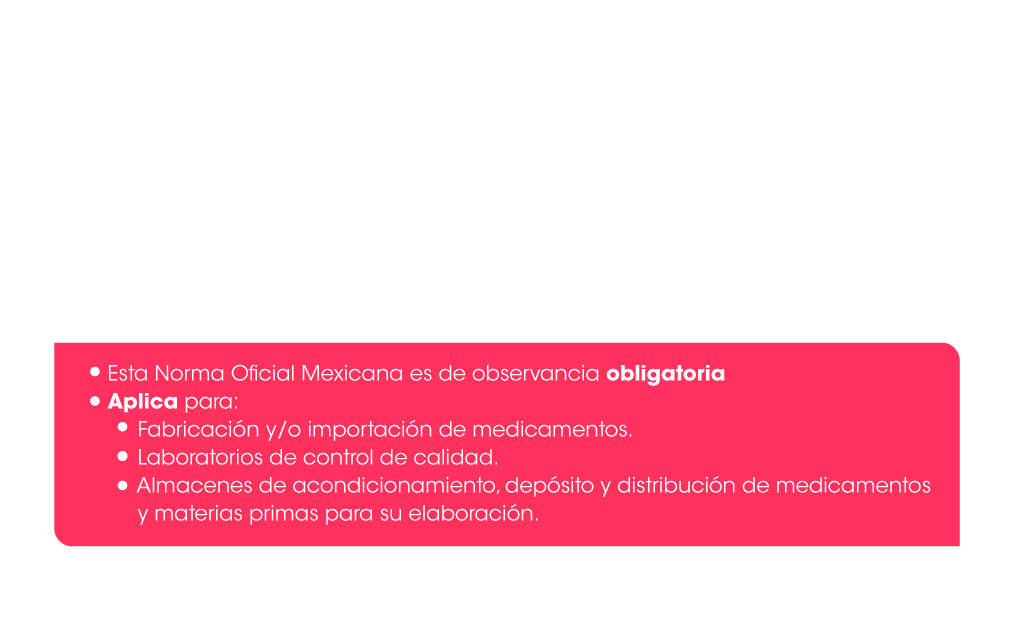 • Esta Norma Oficial Mexicana es de observancia obligatoria
• Aplica para:
• Fabricación y/o importación de medicamentos.
• Laboratorios de control de calidad.
• Almacenes de acondicionamiento, depósito y distribución de medicamentos
y materias primas para su elaboración.